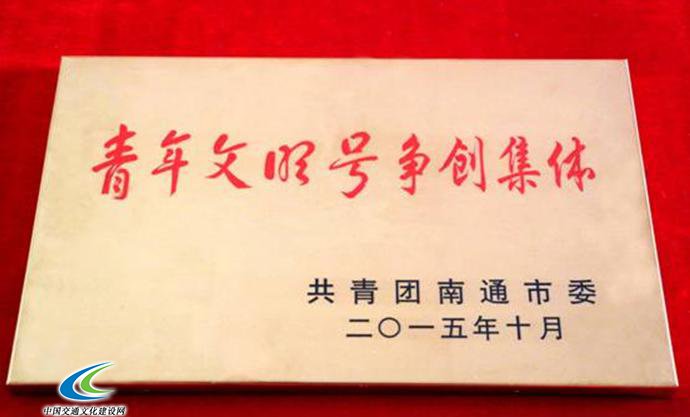 青年文明号争创集体
共青团南通市委
二〇一五年十月
中国交通文化建设网